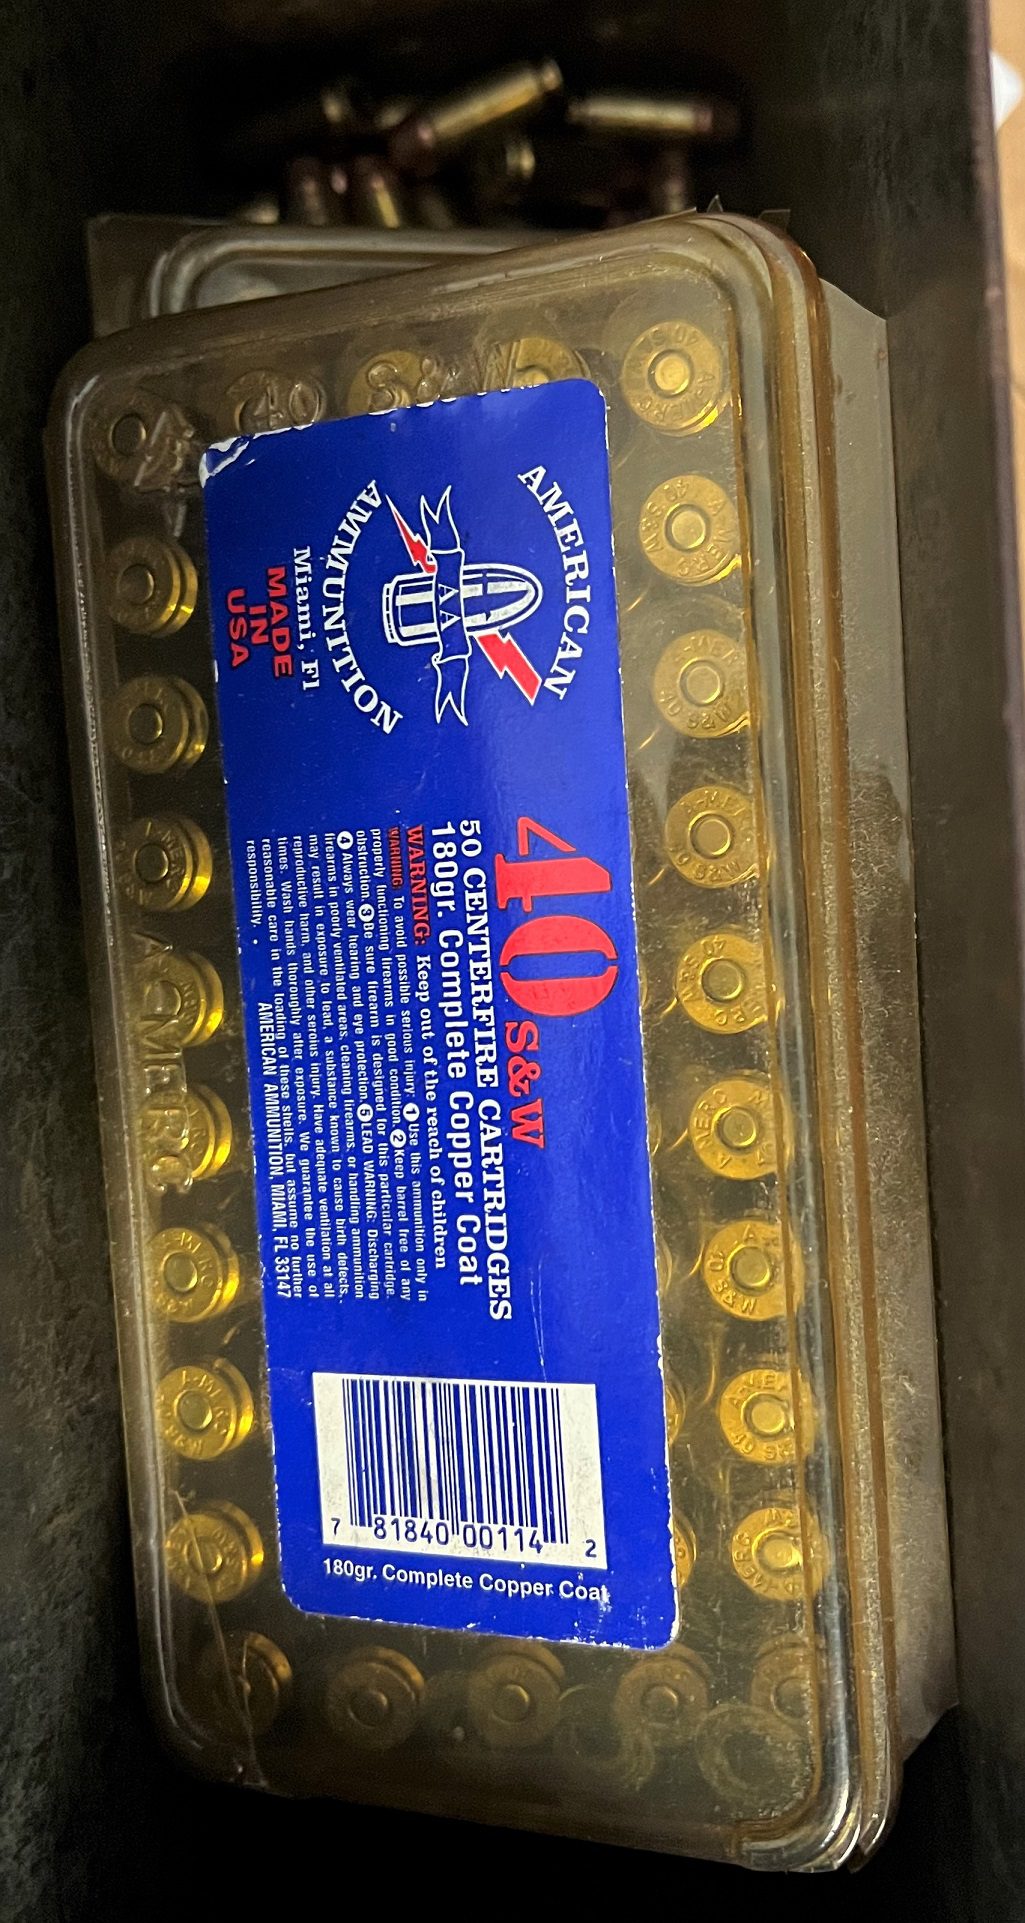 40 S&W
AMERICAN
AA
AMMUNITION
Miami, Fl
MADE
IN
USA
40 S&W
50 CENTERFIRE CARTRIDGES
180gr. Complete Copper Coat
WARNING: Keep out of the reach of children
WARNING: To avoid possible serious injury: 1 Use this ammunition only in
properly functioning firearms in good condition. 2 Keep barrel free of any
obstruction. 3 Be sure firearm is designed for this particular cartridge.
4 Always wear hearing and eye protection. 5 LEAD WARNING: Discharging
firearms in poorly ventilated areas, cleaning firearms, or handling ammunition
may result in exposure to lead, a substance known to cause birth defects,
reproductive harm, and other seroius injury. Have adequate ventilation at all
times. Wash hands thoroughly after exposure. We guarantee the use of
reasonable care in the loading of these shells, but assume no further
responsibility. • AMERICAN AMMUNITION, MIAMI, FL 33147
7 81840 00114 2
180gr. Complete Copper Coat
A-MERC